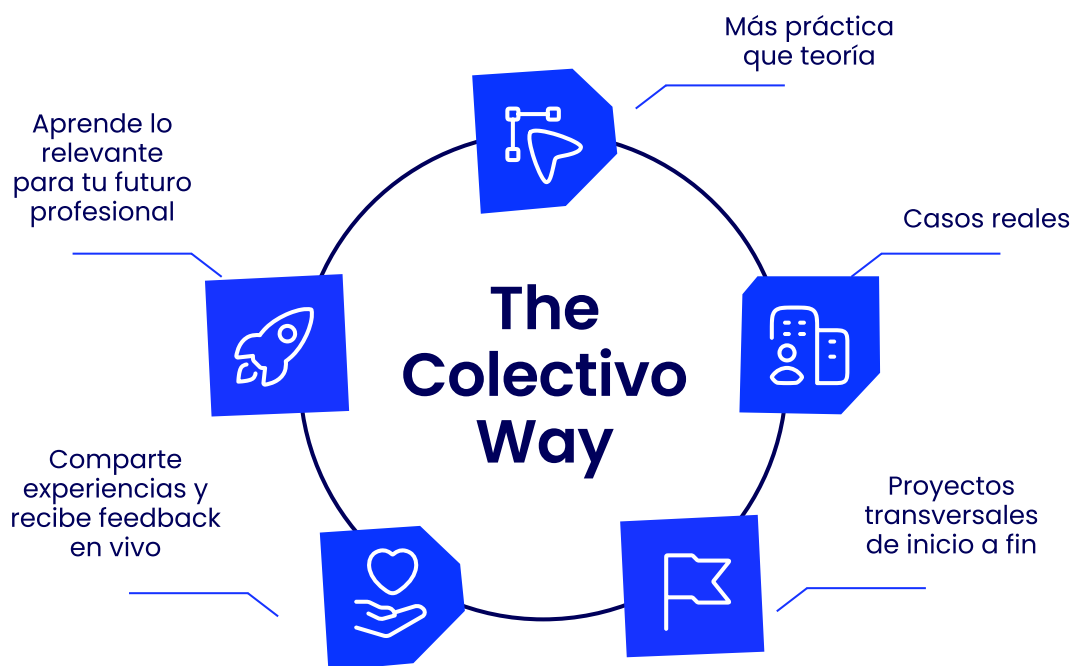 Más práctica
que teoría
Aprende lo
relevante
para tu futuro
profesional
Casos reales
The
Colectivo
Way
Comparte
experiencias y
recibe feedback
en vivo
Proyectos
transversales
de inicio a fin